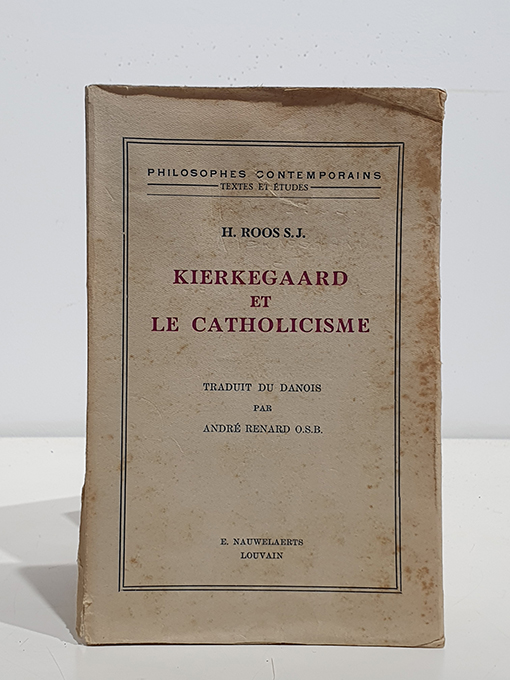 PHILOSOPHES CONTEMPORAINS
TEXTES ET ÉTUDES
H. ROOS S.J.
KIERKEGAARD
ET
LE CATHOLICISME
TRADUIT DU DANOIS
PAR
ANDRÉ RENARD O.S.B.
E. NAUWELAERTS
LOUVAIN